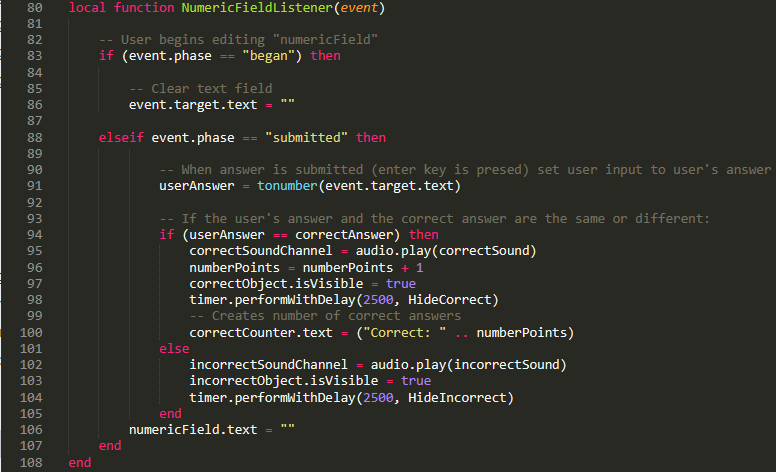 80 local function NumericFieldListener(event)
81
82 -- User begins editing "numericField"
83 if (event.phase == "began") then
84
85 -- Clear text field
86 event.target.text = ""
87
88 elseif event.phase == "submitted" then
89
90 -- When answer is submitted (enter key is presed) set user input to user's answer
91 userAnswer = tonumber(event.target.text)
92
93 -- If the user's answer and the correct answer are the same or different:
94 if (userAnswer == correctAnswer) then
95 correctSoundChannel = audio.play(correctSound)
96 numberPoints = numberPoints + 1
97 correctObject.isVisible = true
98 timer.performWithDelay(2500, HideCorrect)
99 -- Creates number of correct answers
100 correctCounter.text = ("Correct: " .. numberPoints)
101 else
102 incorrectSoundChannel = audio.play(incorrectSound)
103 incorrectObject.isVisible = true
104 timer.performWithDelay(2500, HideIncorrect)
105 end
106 numericField.text = ""
107 end
108 end